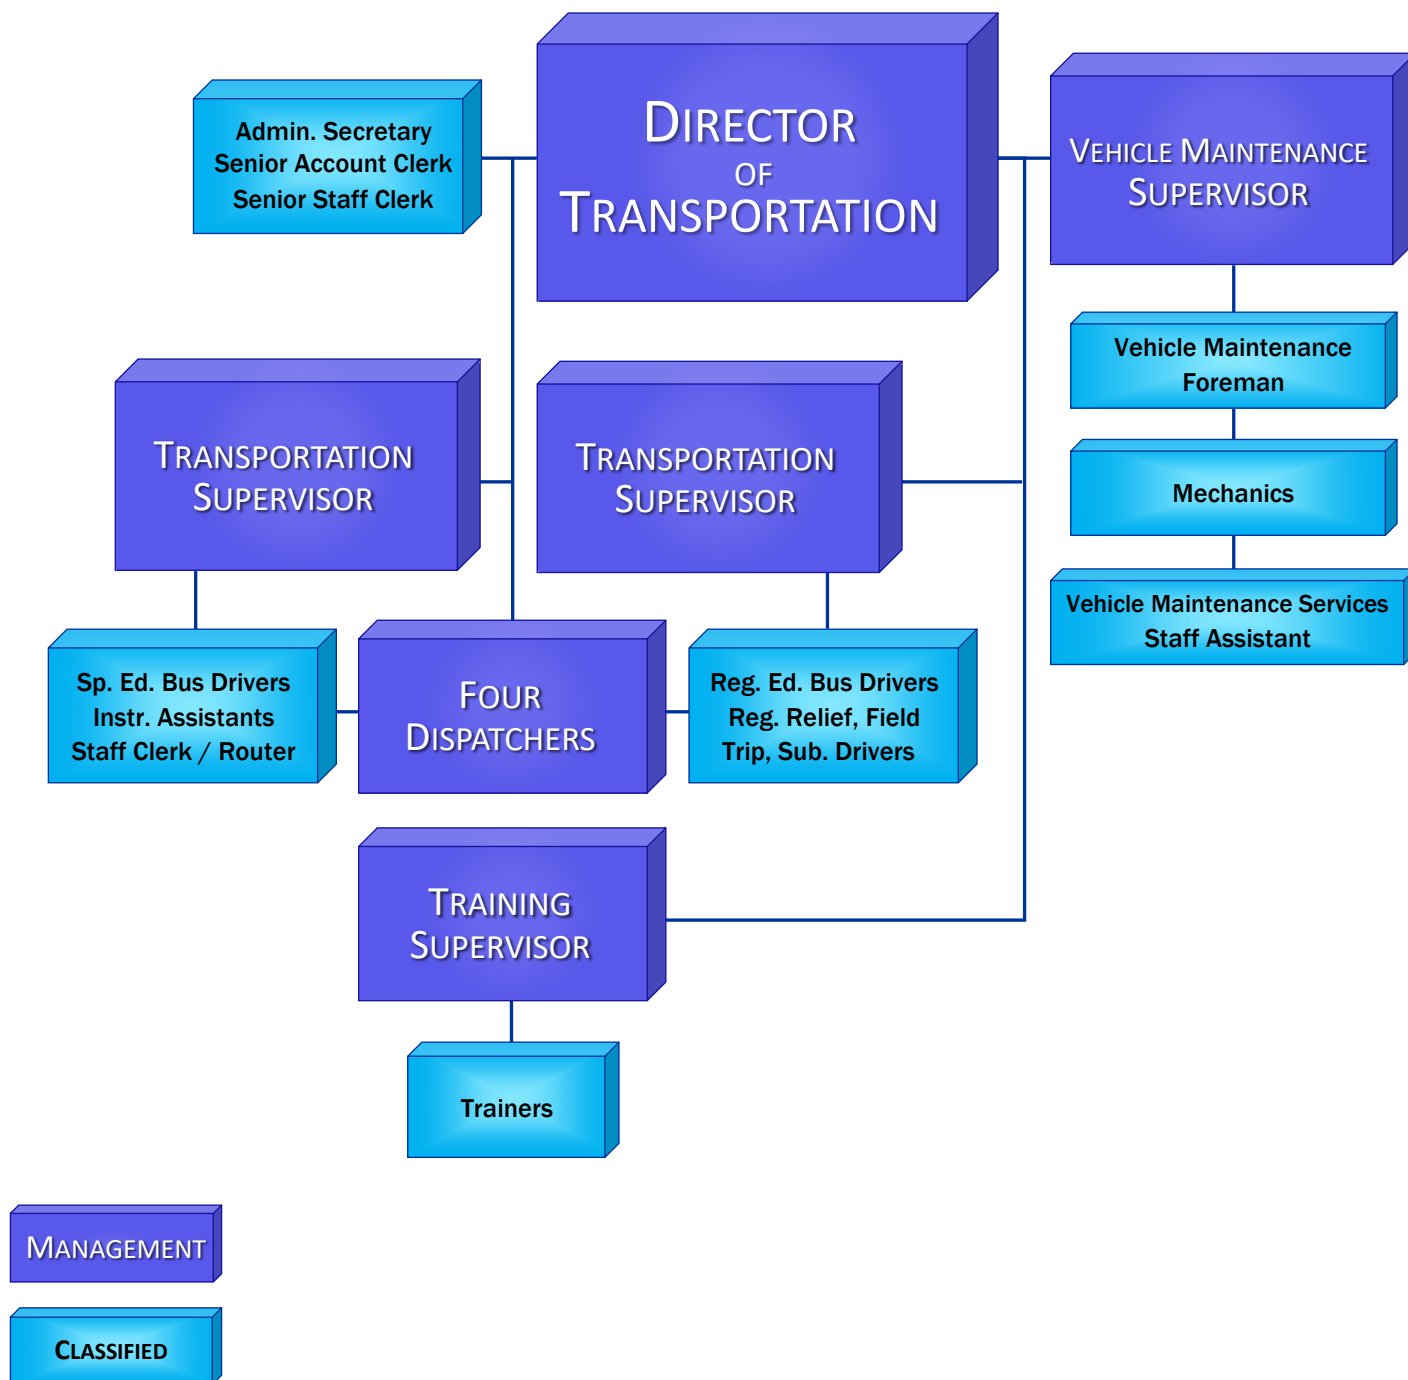 DIRECTOR
OF
TRANSPORTATION
Admin. Secretary
Senior Account Clerk
Senior Staff Clerk
VEHICLE MAINTENANCE
SUPERVISOR
Vehicle Maintenance
Foreman
Mechanics
Vehicle Maintenance Services
Staff Assistant
TRANSPORTATION
SUPERVISOR
TRANSPORTATION
SUPERVISOR
Sp. Ed. Bus Drivers
Instr. Assistants
Staff Clerk / Router
FOUR
DISPATCHERS
Reg. Ed. Bus Drivers
Reg. Relief, Field
Trip, Sub. Drivers
TRAINING
SUPERVISOR
Trainers
MANAGEMENT
CLASSIFIED